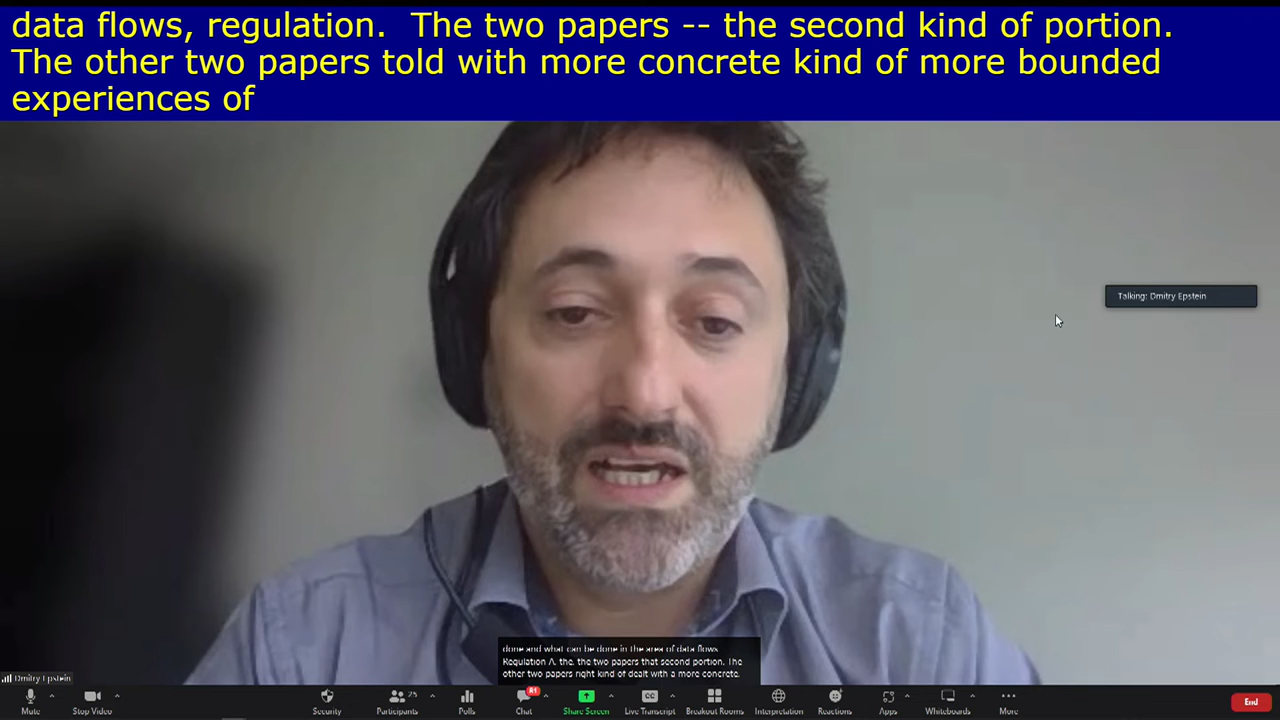 data flows, regulation.  The two papers -- the second kind of portion.
The other two papers told with more concrete kind of more bounded
experiences of
Talking: Dmitry Epstein
done and what can be done in the area of data flows
Regulation A. the. the two papers that second portion. The
other two papers right kind of dealt with a more concrete.
Dmitry Epstein
Mute
Stop Video
Security
25
Participants
Polls
81
Chat
Share Screen
Live Transcript
Breakout Rooms
Interpretation
Reactions
Apps
Whiteboards
More
End